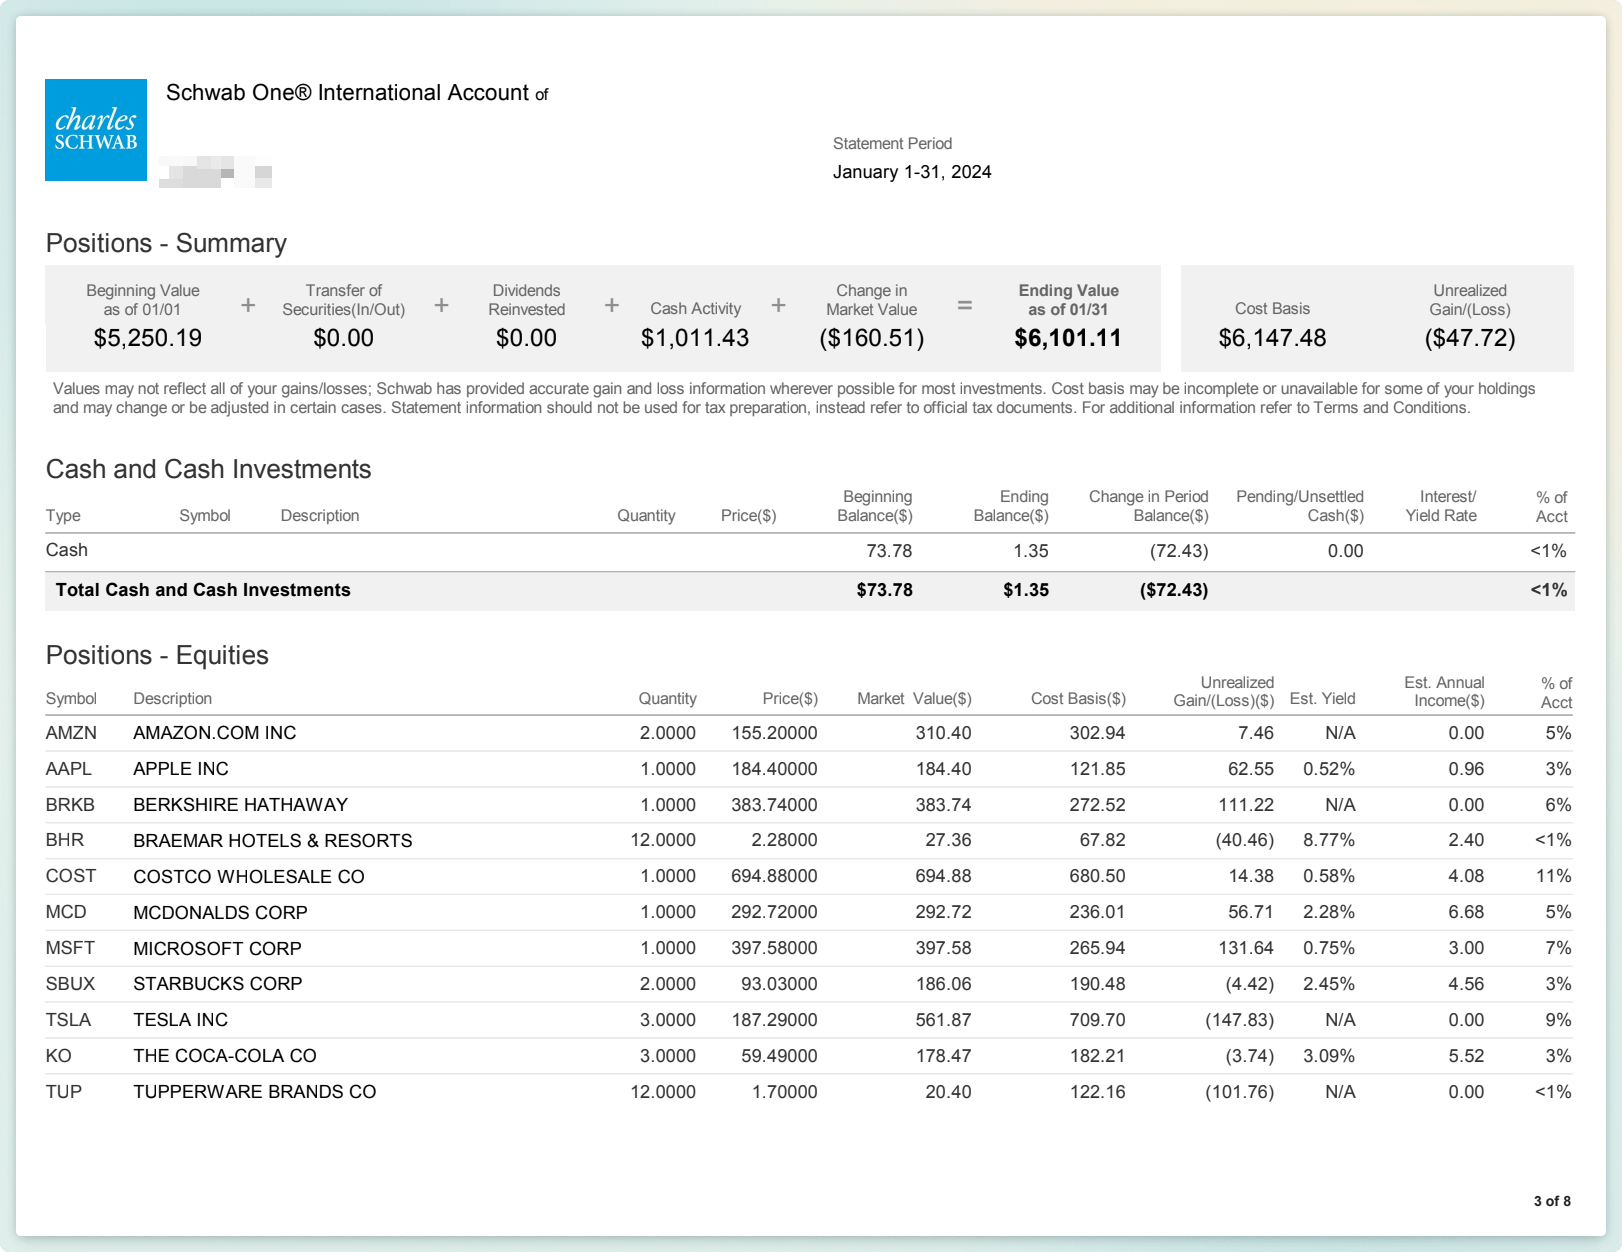 charles
SCHWAB
Schwab One® International Account of
Statement Period
January 1-31, 2024
Positions - Summary
Beginning Value as of 01/01 + Transfer of Securities(In/Out) + Dividends Reinvested + Cash Activity + Change in Market Value = Ending Value as of 01/31 Cost Basis Unrealized Gain/(Loss)
$5,250.19 $0.00 $0.00 $1,011.43 ($160.51) $6,101.11 $6,147.48 ($47.72)
Values may not reflect all of your gains/losses; Schwab has provided accurate gain and loss information wherever possible for most investments. Cost basis may be incomplete or unavailable for some of your holdings
and may change or be adjusted in certain cases. Statement information should not be used for tax preparation, instead refer to official tax documents. For additional information refer to Terms and Conditions.
Cash and Cash Investments
Type Symbol Description Quantity Price($) Beginning Balance($) Ending Balance($) Change in Period Balance($) Pending/Unsettled Cash($) Interest/ Yield Rate % of Acct
Cash 73.78 1.35 (72.43) 0.00 <1%
Total Cash and Cash Investments $73.78 $1.35 ($72.43) <1%
Positions - Equities
Symbol Description Quantity Price($) Market Value($) Cost Basis($) Unrealized Gain/(Loss)($) Est. Yield Est. Annual Income($) % of Acct
AMZN AMAZON.COM INC 2.0000 155.20000 310.40 302.94 7.46 N/A 0.00 5%
AAPL APPLE INC 1.0000 184.40000 184.40 121.85 62.55 0.52% 0.96 3%
BRKB BERKSHIRE HATHAWAY 1.0000 383.74000 383.74 272.52 111.22 N/A 0.00 6%
BHR BRAEMAR HOTELS & RESORTS 12.0000 2.28000 27.36 67.82 (40.46) 8.77% 2.40 <1%
COST COSTCO WHOLESALE CO 1.0000 694.88000 694.88 680.50 14.38 0.58% 4.08 11%
MCD MCDONALDS CORP 1.0000 292.72000 292.72 236.01 56.71 2.28% 6.68 5%
MSFT MICROSOFT CORP 1.0000 397.58000 397.58 265.94 131.64 0.75% 3.00 7%
SBUX STARBUCKS CORP 2.0000 93.03000 186.06 190.48 (4.42) 2.45% 4.56 3%
TSLA TESLA INC 3.0000 187.29000 561.87 709.70 (147.83) N/A 0.00 9%
KO THE COCA-COLA CO 3.0000 59.49000 178.47 182.21 (3.74) 3.09% 5.52 3%
TUP TUPPERWARE BRANDS CO 12.0000 1.70000 20.40 122.16 (101.76) N/A 0.00 <1%
3 of 8